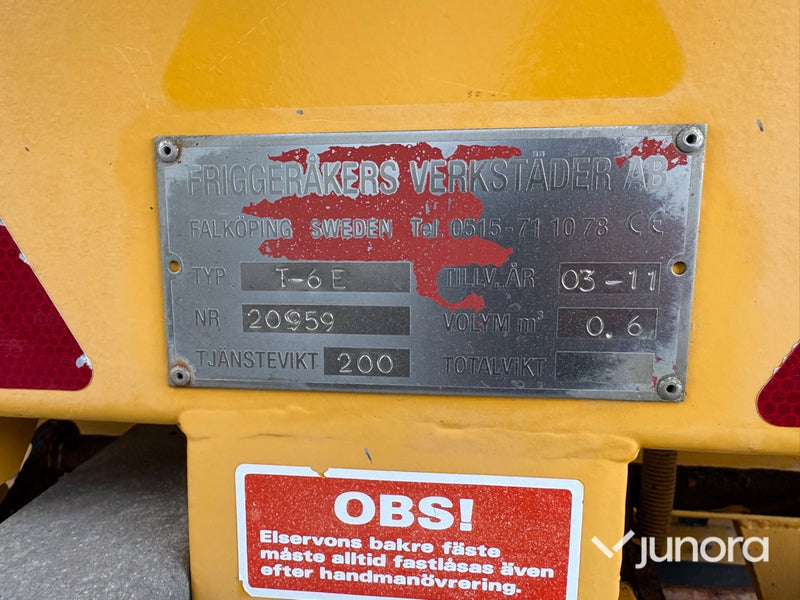 FRIGGERÅKERS VERKSTÄDER AB
FALKÖPING SWEDEN Tel. 0515-71 10 78 CE
TYP T-6E TILLV. ÅR 03-11
NR 20959 VOLYM m³ 0.6
TJÄNSTEVIKT 200 TOTALVIKT
OBS!
Elservons bakre fäste
måste alltid fastlåsas även
efter handmanövrering.
junora